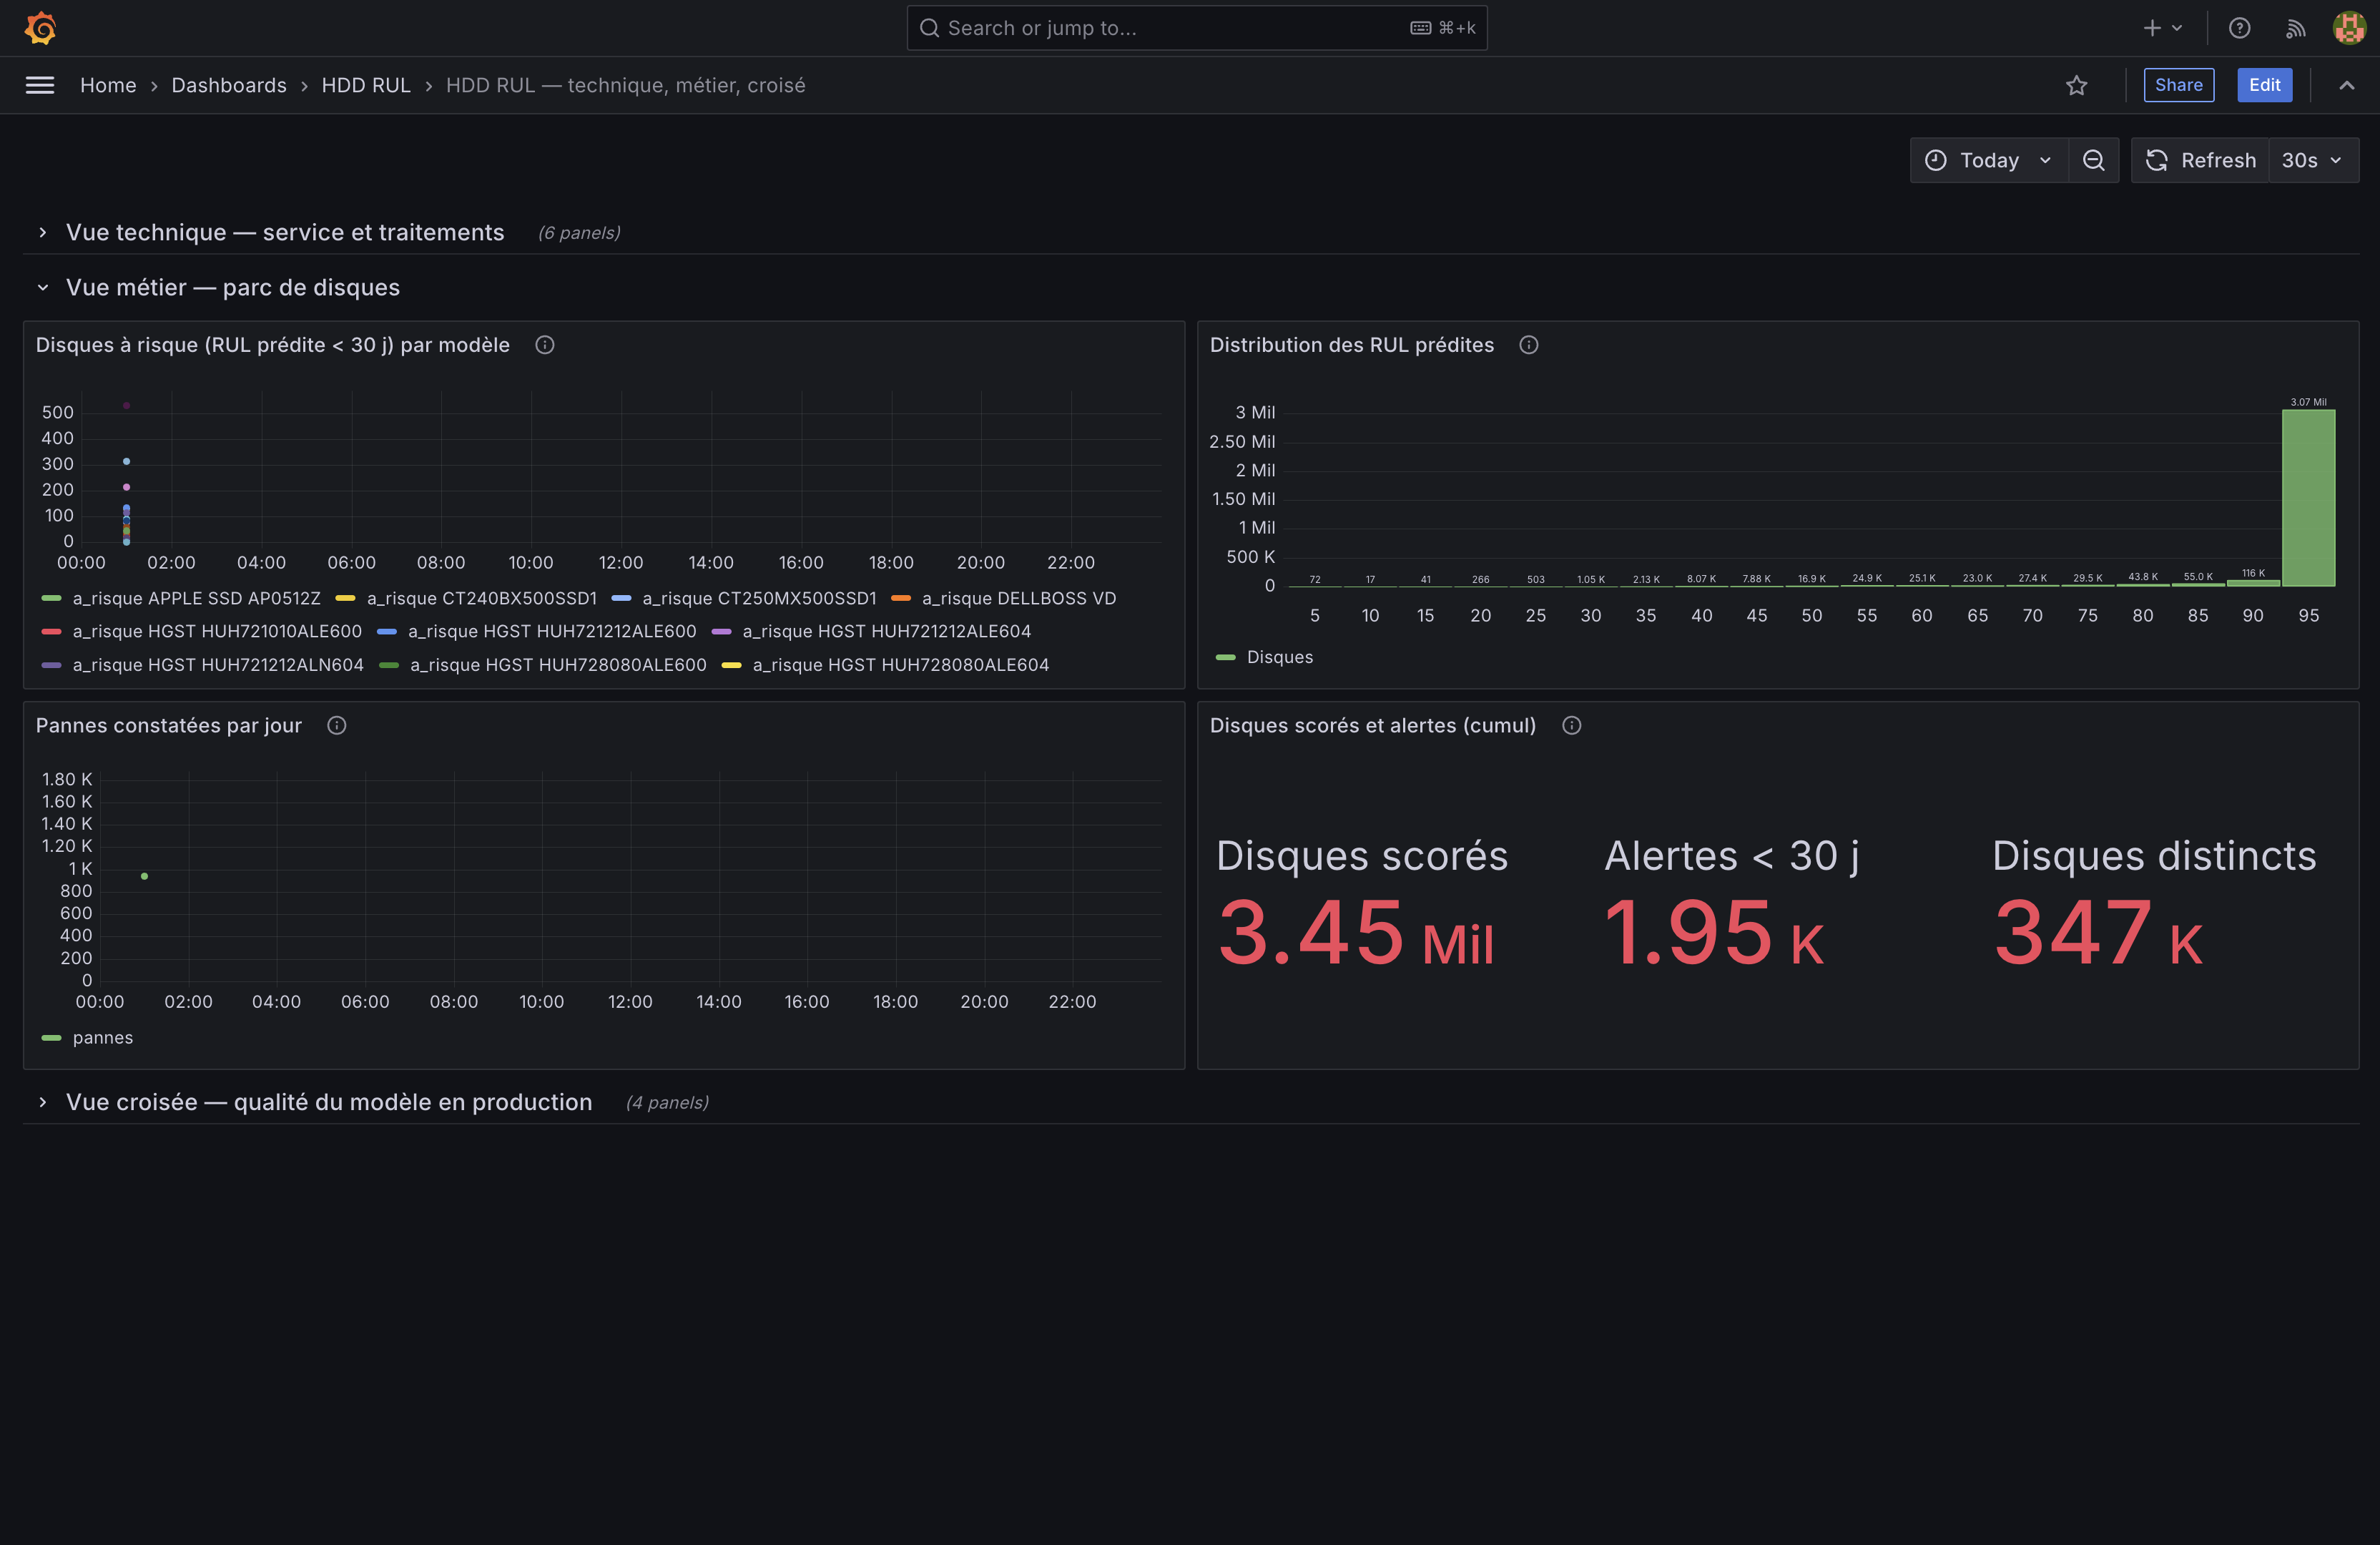 Search or jump to... ⌘+k
Home › Dashboards › HDD RUL › HDD RUL — technique, métier, croisé
Share Edit
Today Refresh 30s
Vue technique — service et traitements (6 panels)
Vue métier — parc de disques
Disques à risque (RUL prédite < 30 j) par modèle
500
400
300
200
100
0
00:00 02:00 04:00 06:00 08:00 10:00 12:00 14:00 16:00 18:00 20:00 22:00
a_risque APPLE SSD AP0512Z a_risque CT240BX500SSD1 a_risque CT250MX500SSD1 a_risque DELLBOSS VD
a_risque HGST HUH721010ALE600 a_risque HGST HUH721212ALE600 a_risque HGST HUH721212ALE604
a_risque HGST HUH721212ALN604 a_risque HGST HUH728080ALE600 a_risque HGST HUH728080ALE604
Distribution des RUL prédites
3 Mil
2.50 Mil
2 Mil
1.50 Mil
1 Mil
500 K
0
72 17 41 266 503 1.05 K 2.13 K 8.07 K 7.88 K 16.9 K 24.9 K 25.1 K 23.0 K 27.4 K 29.5 K 43.8 K 55.0 K 116 K 3.07 Mil
5 10 15 20 25 30 35 40 45 50 55 60 65 70 75 80 85 90 95
Disques
Pannes constatées par jour
1.80 K
1.60 K
1.40 K
1.20 K
1 K
800
600
400
200
0
00:00 02:00 04:00 06:00 08:00 10:00 12:00 14:00 16:00 18:00 20:00 22:00
pannes
Disques scorés et alertes (cumul)
Disques scorés Alertes < 30 j Disques distincts
3.45 Mil 1.95 K 347 K
Vue croisée — qualité du modèle en production (4 panels)